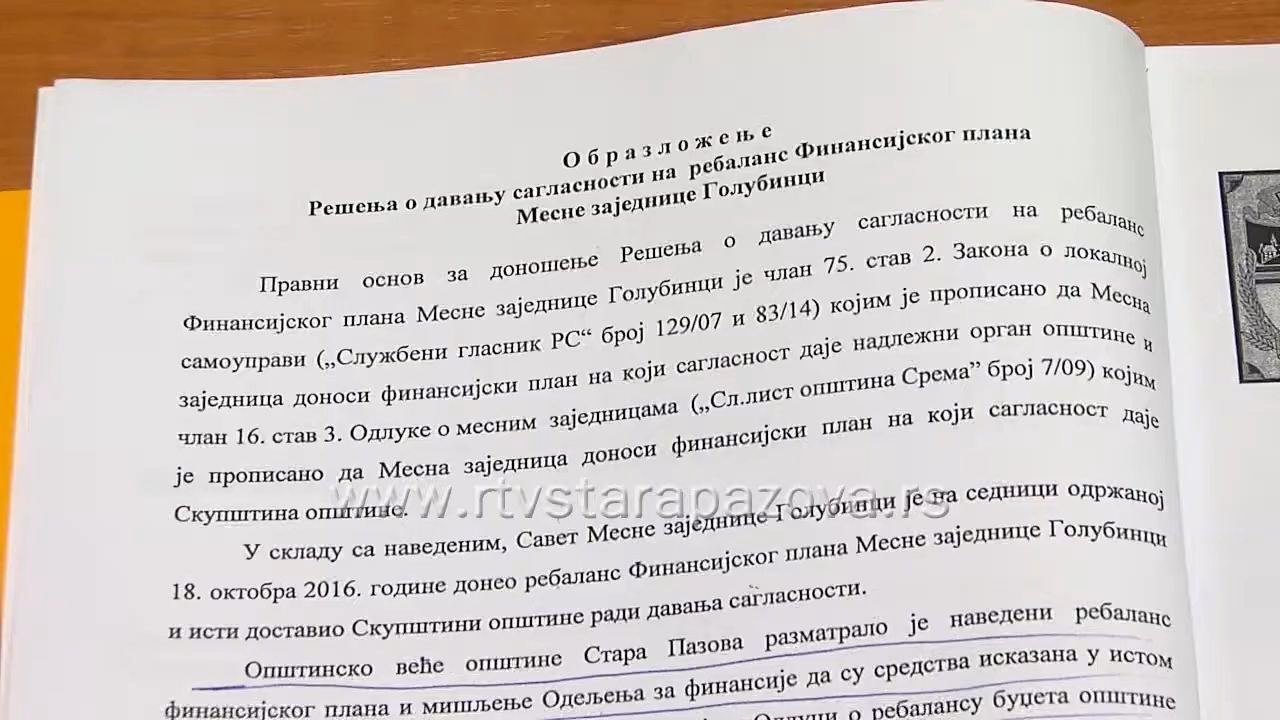 О б р а з л о ж е њ е
Решења о давању сагласности на ребаланс Финансијског плана
Месне заједнице Голубинци
Правни основ за доношење Решења о давању сагласности на ребаланс
Финансијског плана Месне заједнице Голубинци је члан 75. став 2. Закона о локалној
самоуправи („Службени гласник РС“ број 129/07 и 83/14) којим је прописано да Месна
заједница доноси финансијски план на који сагласност даје надлежни орган општине и
члан 16. став 3. Одлуке о месним заједницама („Сл.лист општина Срема” број 7/09) којим
је прописано да Месна заједница доноси финансијски план на који сагласност даје
Скупштина општине.
www.rtvstarapazova.rs
У складу са наведеним, Савет Месне заједнице Голубинци је на седници одржаној
18. октобра 2016. године донео ребаланс Финансијског плана Месне заједнице Голубинци
и исти доставио Скупштини општине ради давања сагласности.
Општинско веће општине Стара Пазова разматрало је наведени ребаланс
финансијског плана и мишљење Одељења за финансије да су средства исказана у истом
о ребалансу буџета општине